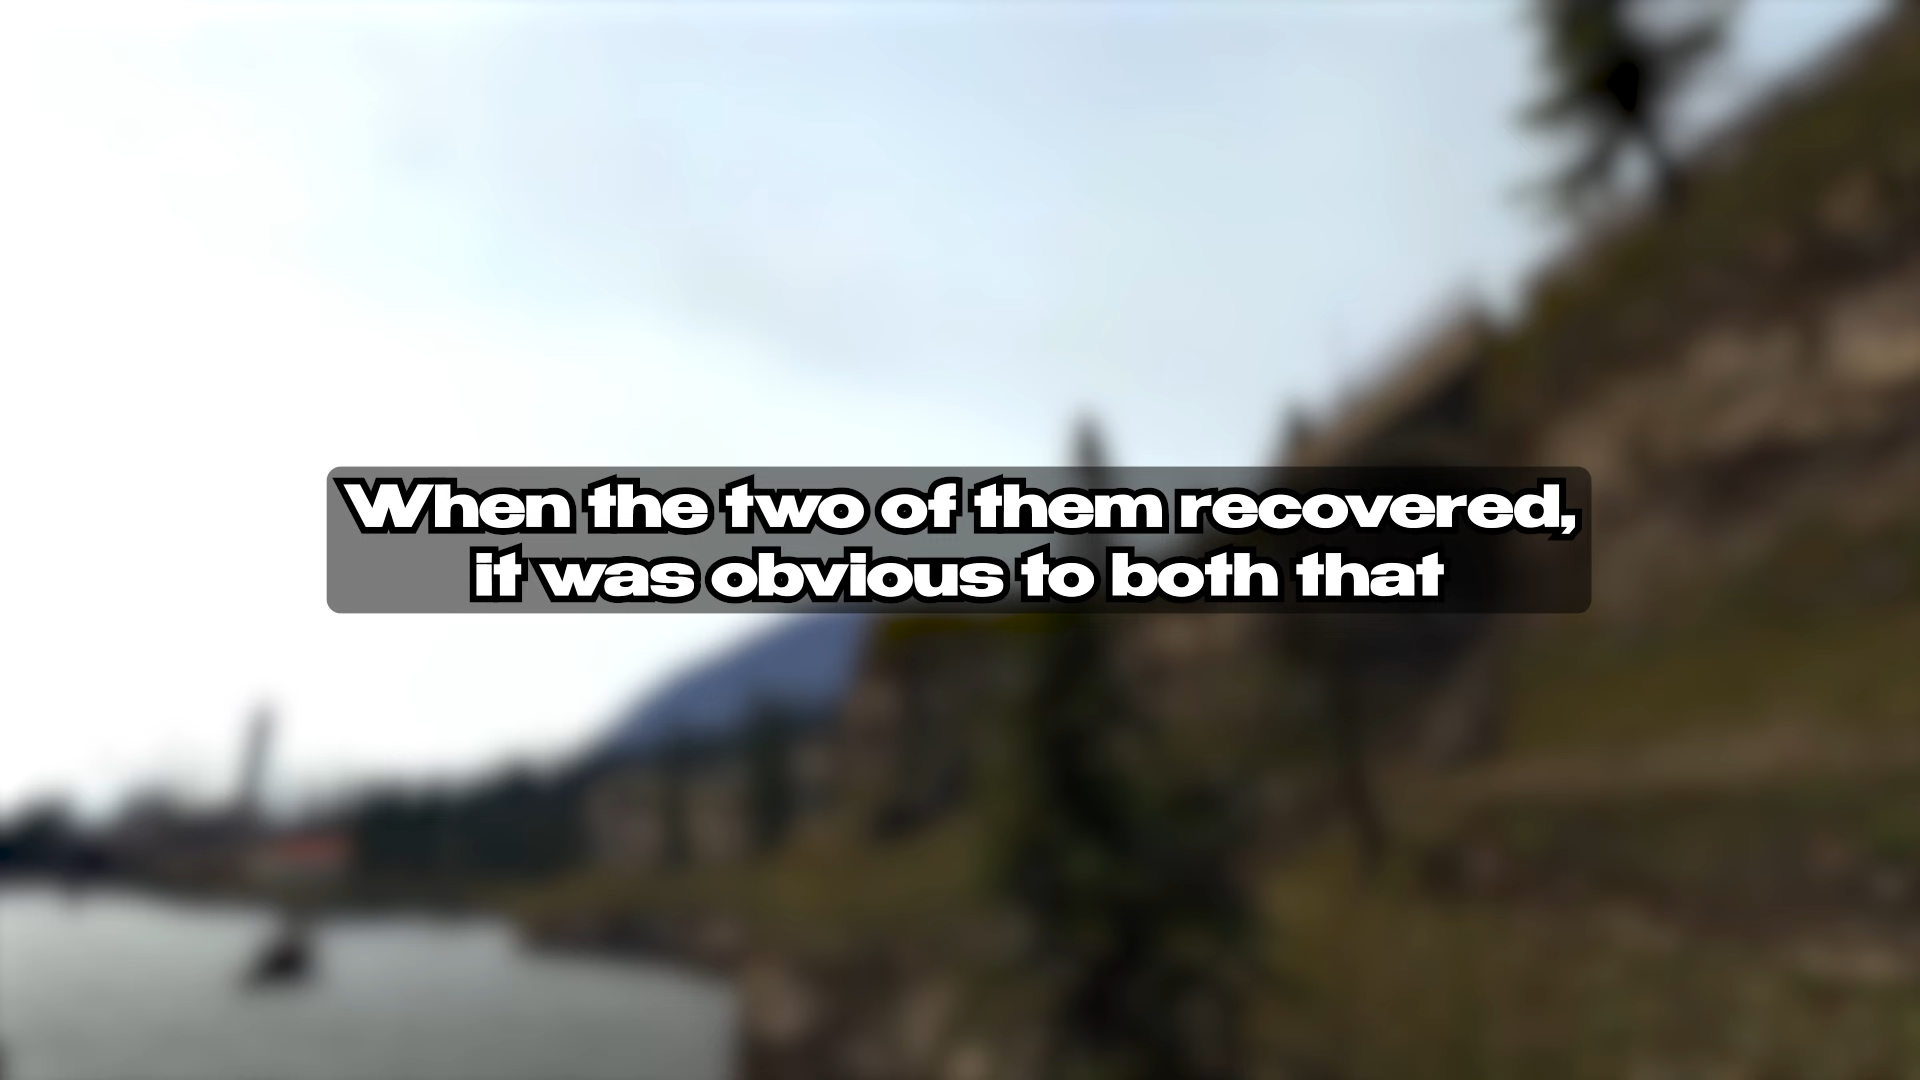 When the two of them recovered,
it was obvious to both that